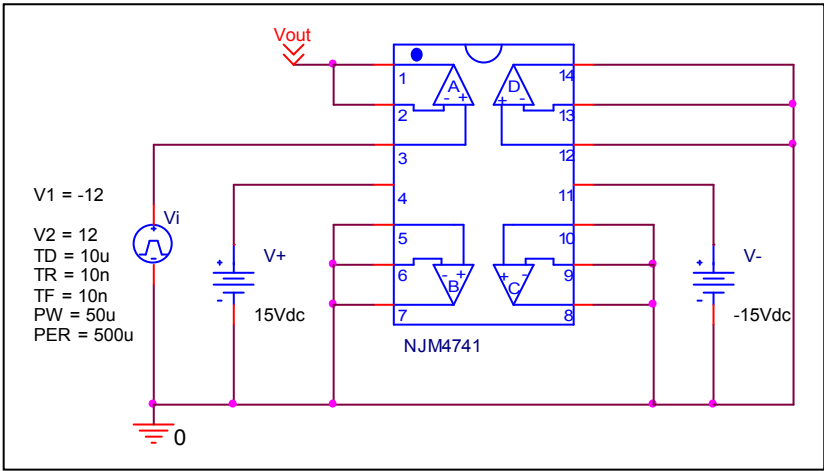 Vout
A
D
- +
+ -
1
2
3
4
5
6
7
14
13
12
11
10
9
8
- +
+ -
B
C
NJM4741
V1 = -12
Vi
V2 = 12
TD = 10u
TR = 10n
TF = 10n
PW = 50u
PER = 500u
+
-
V+
+
-
15Vdc
V-
+
-
-15Vdc
0